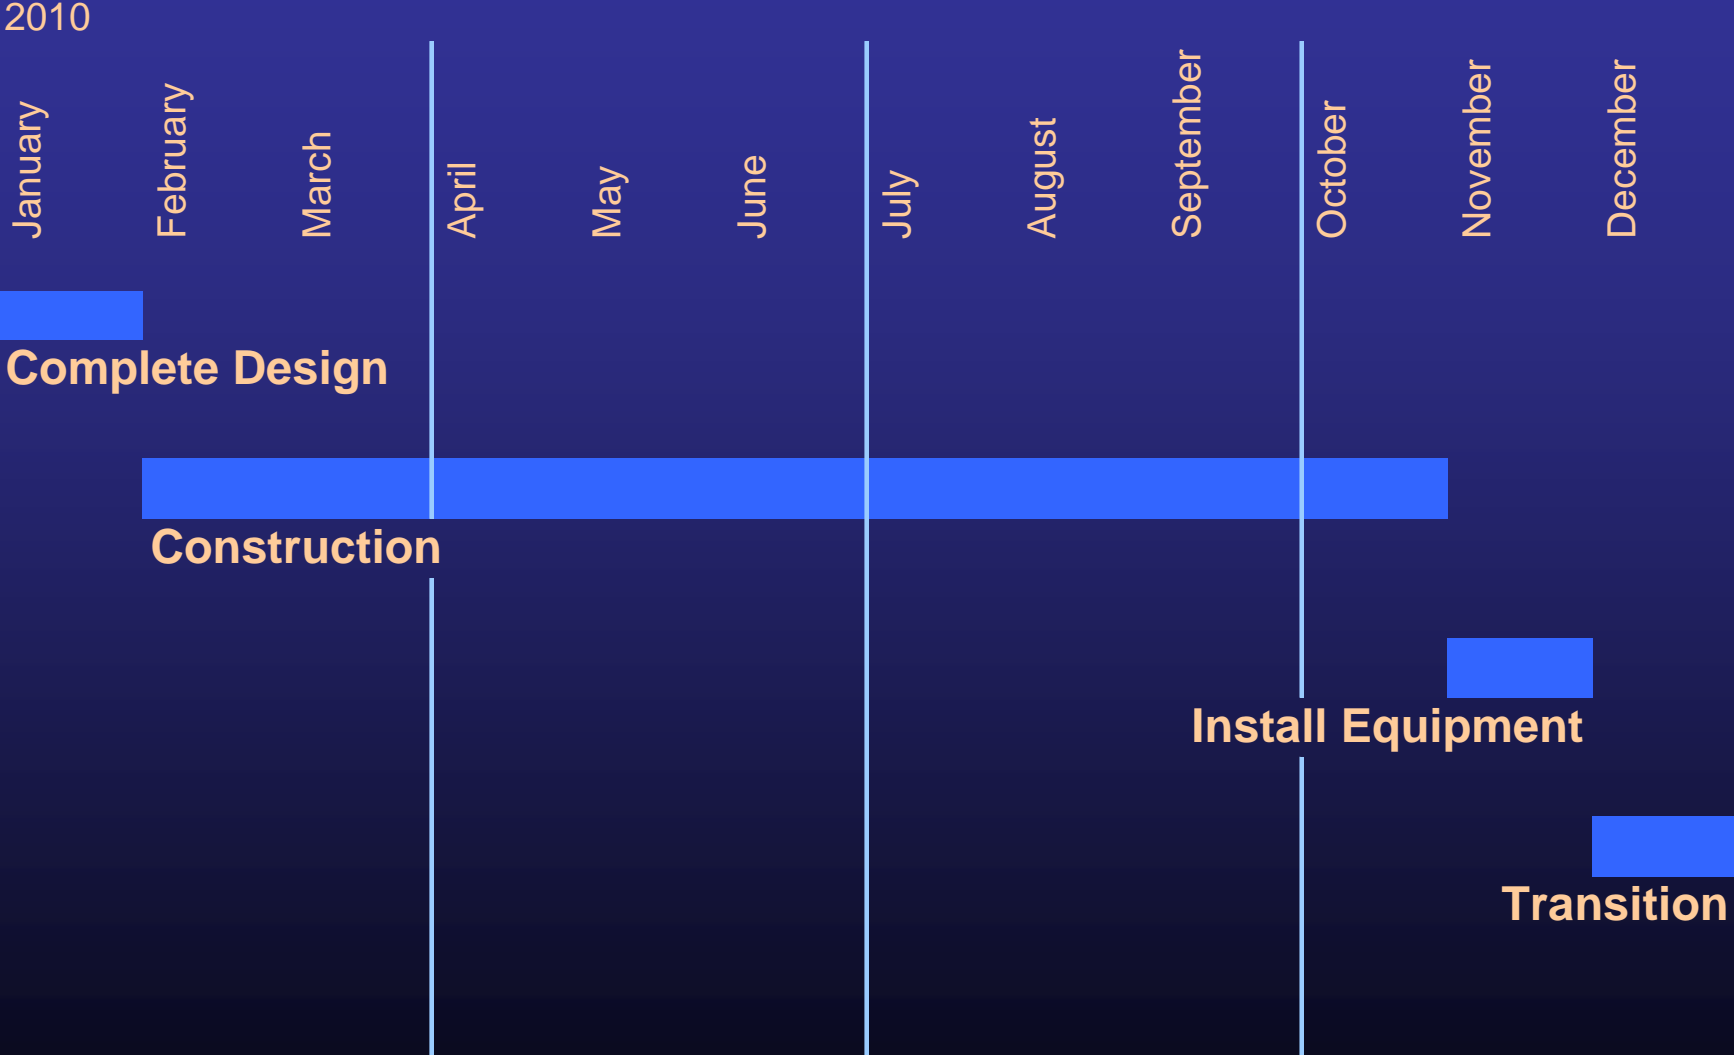 2010
January
February
March
April
May
June
July
August
September
October
November
December
Complete Design
Construction
Install Equipment
Transition